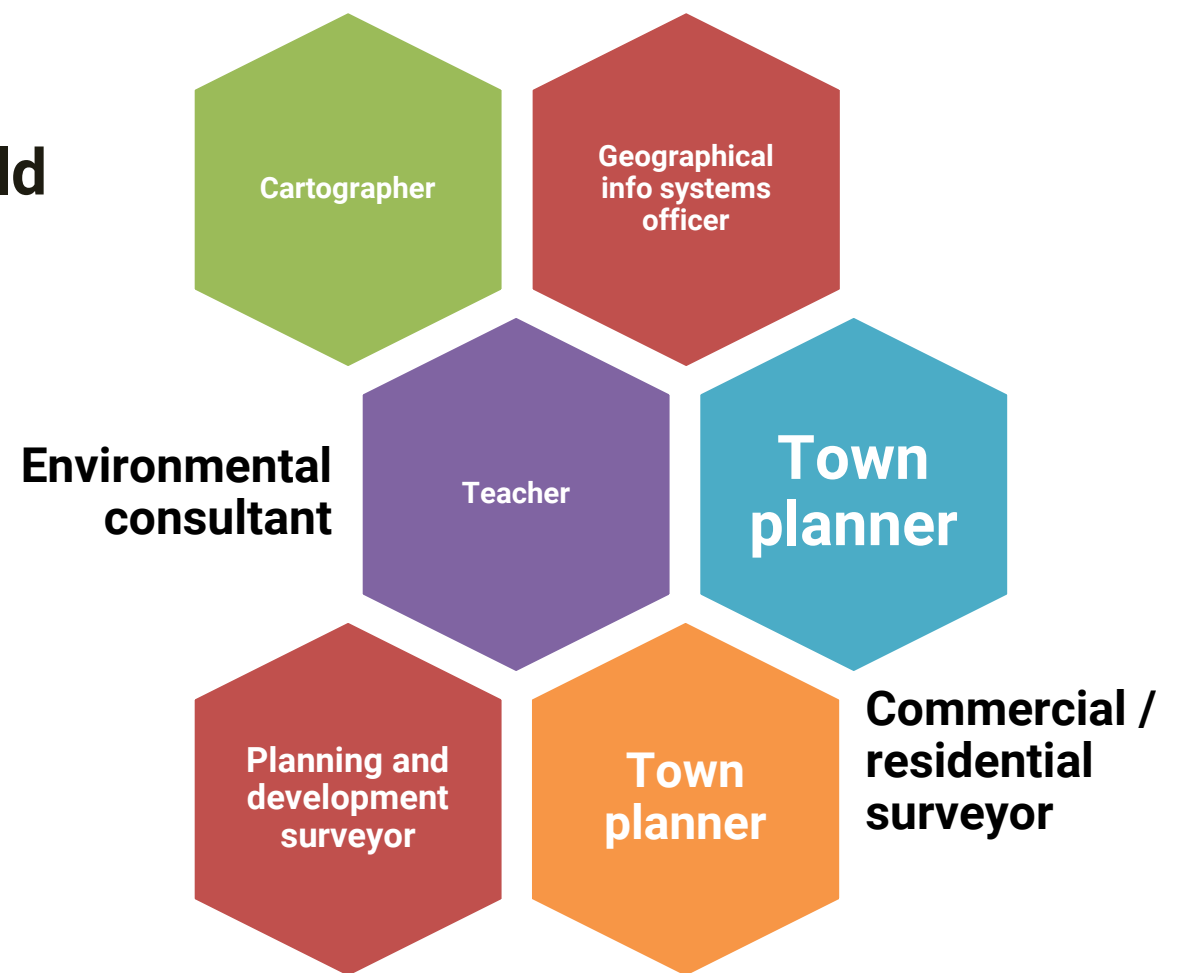 Cartographer
Geographical
info systems
officer
Environmental
consultant
Teacher
Town
planner
Planning and
development
surveyor
Town
planner
Commercial /
residential
surveyor